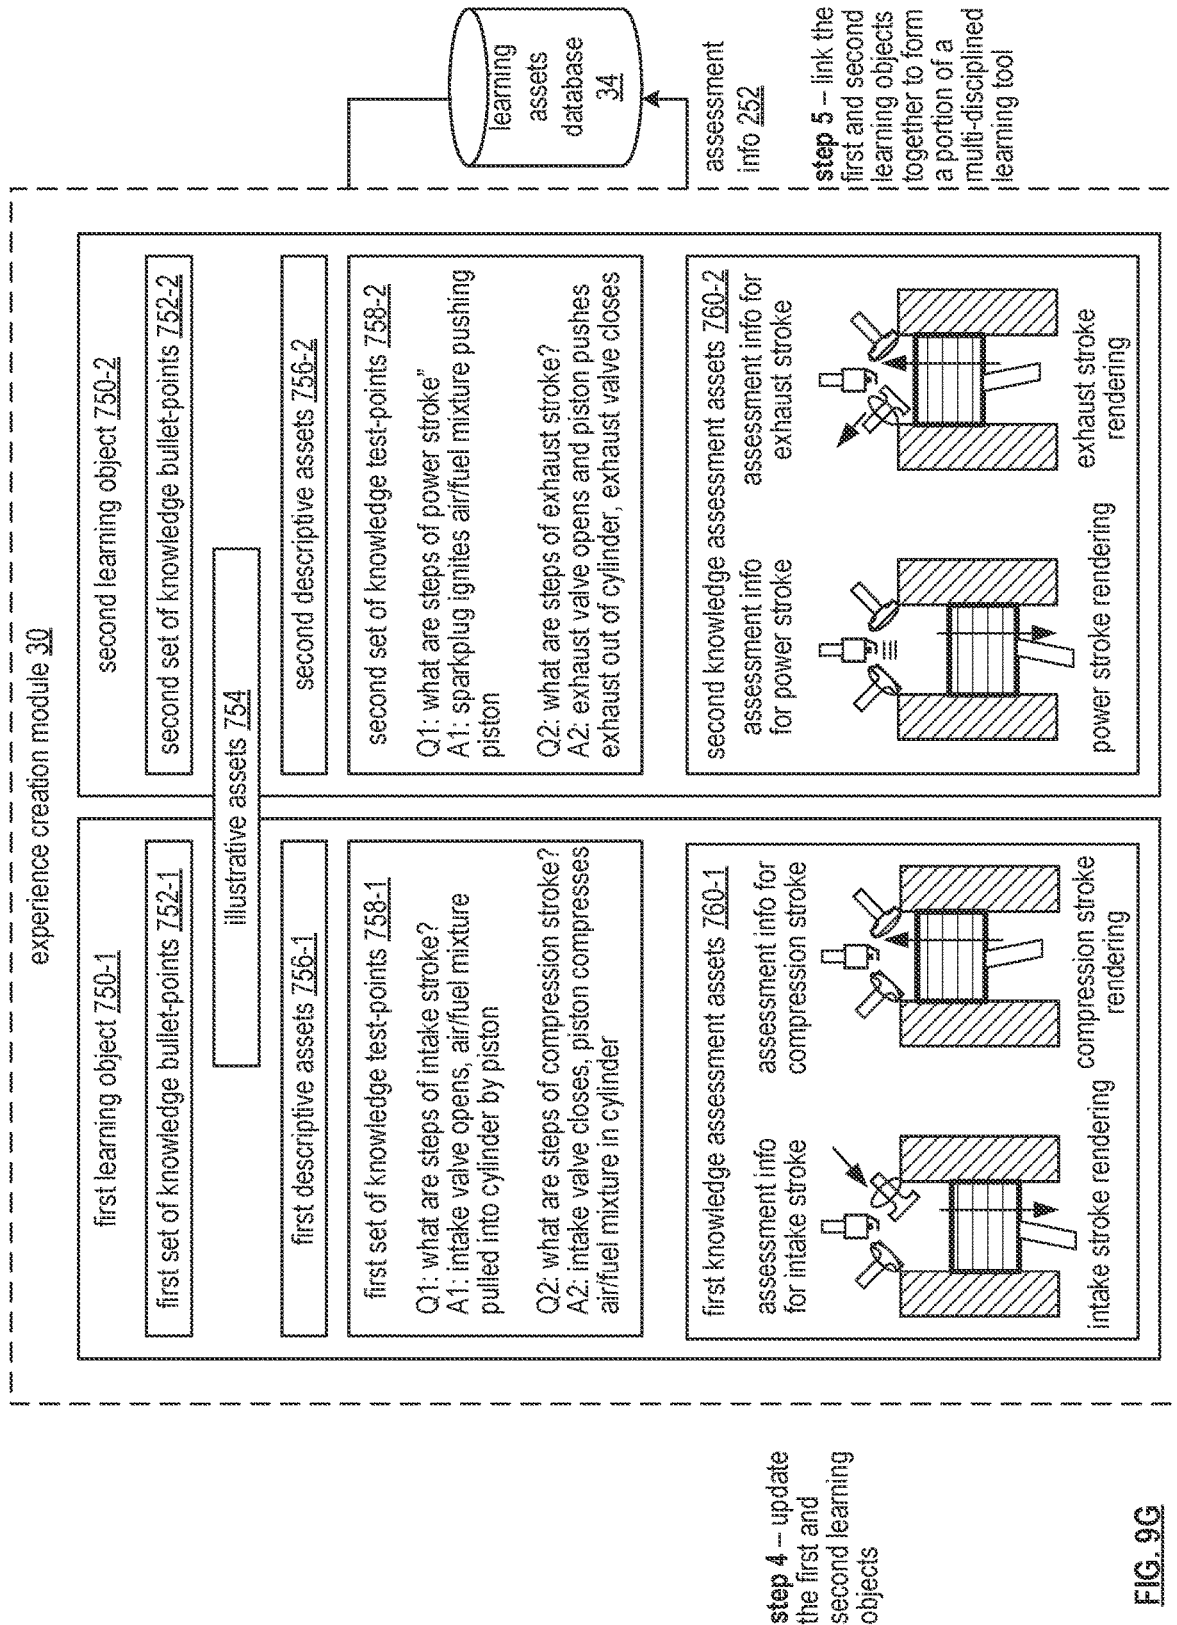 experience creation module 30
first learning object 750-1
first set of knowledge bullet-points 752-1
second learning object 750-2
second set of knowledge bullet-points 752-2
illustrative assets 754
first descriptive assets 756-1
second descriptive assets 756-2
first set of knowledge test-points 758-1
Q1: what are steps of intake stroke?
A1: intake valve opens, air/fuel mixture
pulled into cylinder by piston
Q2: what are steps of compression stroke?
A2: intake valve closes, piston compresses
air/fuel mixture in cylinder
second set of knowledge test-points 758-2
Q1: what are steps of power stroke"
A1: sparkplug ignites air/fuel mixture pushing
piston
Q2: what are steps of exhaust stroke?
A2: exhaust valve opens and piston pushes
exhaust out of cylinder, exhaust valve closes
first knowledge assessment assets 760-1
assessment info
for intake stroke
assessment info for
compression stroke
intake stroke rendering
compression stroke
rendering
second knowledge assessment assets 760-2
assessment info
for power stroke
assessment info for
exhaust stroke
power stroke rendering
exhaust stroke
rendering
learning
assets
database
34
assessment
info 252
step 4 – update
the first and
second learning
objects
step 5 – link the
first and second
learning objects
together to form
a portion of a
multi-disciplined
learning tool
FIG. 9G